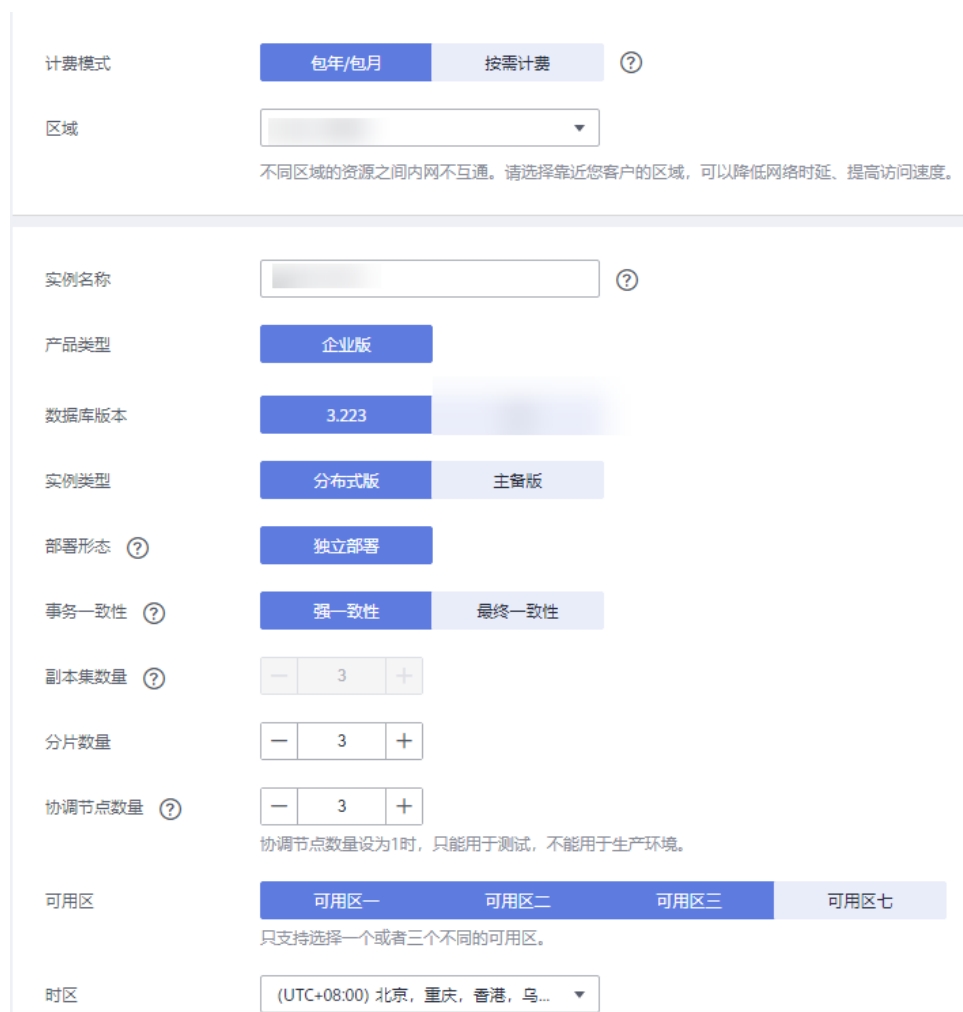 计费模式 包年/包月 按需计费 ?
区域
不同区域的资源之间内网不互通。请选择靠近您客户的区域，可以降低网络时延、提高访问速度。
实例名称 ?
产品类型 企业版
数据库版本 3.223
实例类型 分布式版 主备版
部署形态 ? 独立部署
事务一致性 ? 强一致性 最终一致性
副本集数量 ? — 3 +
分片数量 — 3 +
协调节点数量 ? — 3 +
协调节点数量设为1时，只能用于测试，不能用于生产环境。
可用区 可用区一 可用区二 可用区三 可用区七
只支持选择一个或者三个不同的可用区。
时区 (UTC+08:00) 北京，重庆，香港，乌...